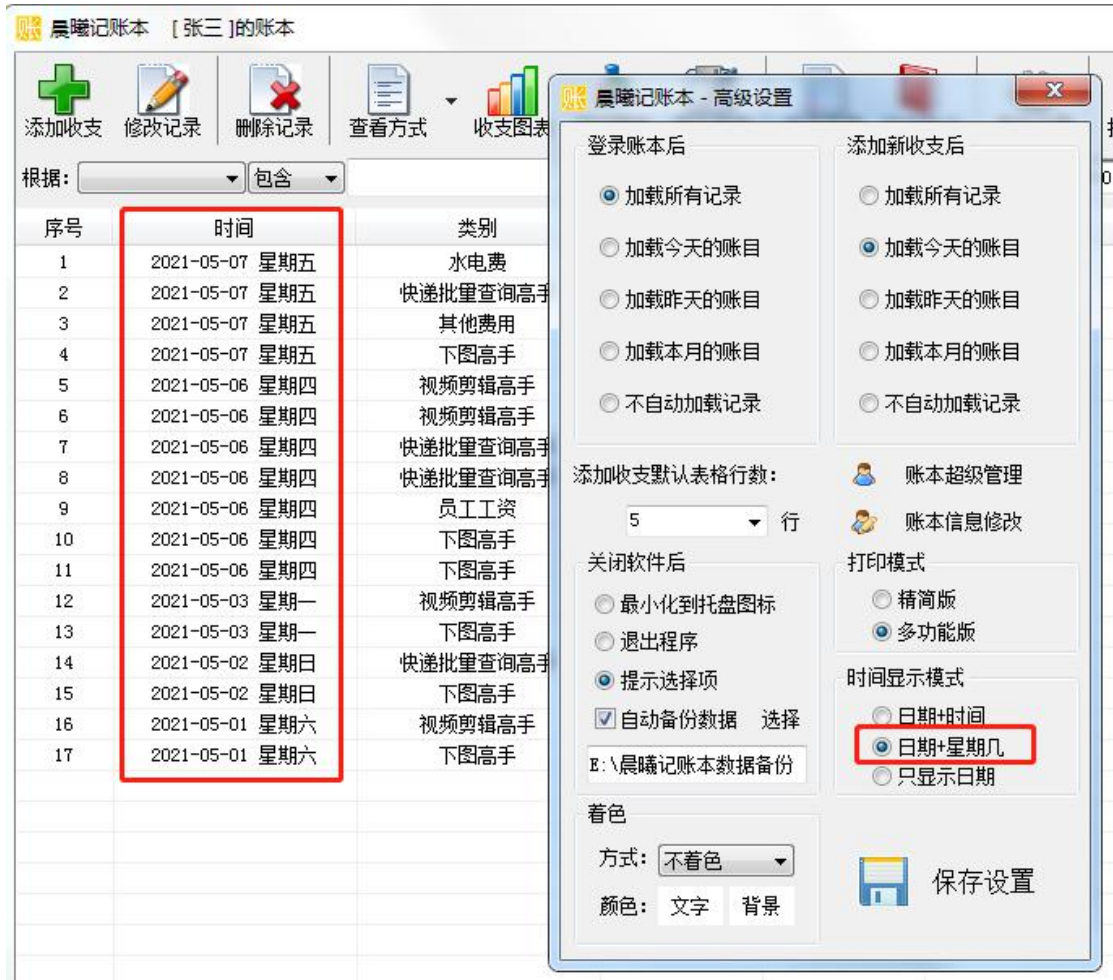 晨曦记账本 [张三]的账本
添加收支 修改记录 删除记录 查看方式 收支图表
根据: 包含
序号 时间 类别
1 2021-05-07 星期五 水电费
2 2021-05-07 星期五 快递批量查询高手
3 2021-05-07 星期五 其他费用
4 2021-05-07 星期五 下图高手
5 2021-05-06 星期四 视频剪辑高手
6 2021-05-06 星期四 视频剪辑高手
7 2021-05-06 星期四 快递批量查询高手
8 2021-05-06 星期四 快递批量查询高手
9 2021-05-06 星期四 员工工资
10 2021-05-06 星期四 下图高手
11 2021-05-06 星期四 下图高手
12 2021-05-03 星期一 视频剪辑高手
13 2021-05-03 星期一 下图高手
14 2021-05-02 星期日 快递批量查询高手
15 2021-05-02 星期日 下图高手
16 2021-05-01 星期六 视频剪辑高手
17 2021-05-01 星期六 下图高手
晨曦记账本 - 高级设置
登录账本后
加载所有记录
加载今天的账目
加载昨天的账目
加载本月的账目
不自动加载记录
添加新收支后
加载所有记录
加载今天的账目
加载昨天的账目
加载本月的账目
不自动加载记录
添加收支默认表格行数:
5 行
账本超级管理
账本信息修改
关闭软件后
最小化到托盘图标
退出程序
提示选择项
自动备份数据 选择
E:\晨曦记账本数据备份
打印模式
精简版
多功能版
时间显示模式
日期+时间
日期+星期几
只显示日期
着色
方式: 不着色
颜色: 文字 背景
保存设置